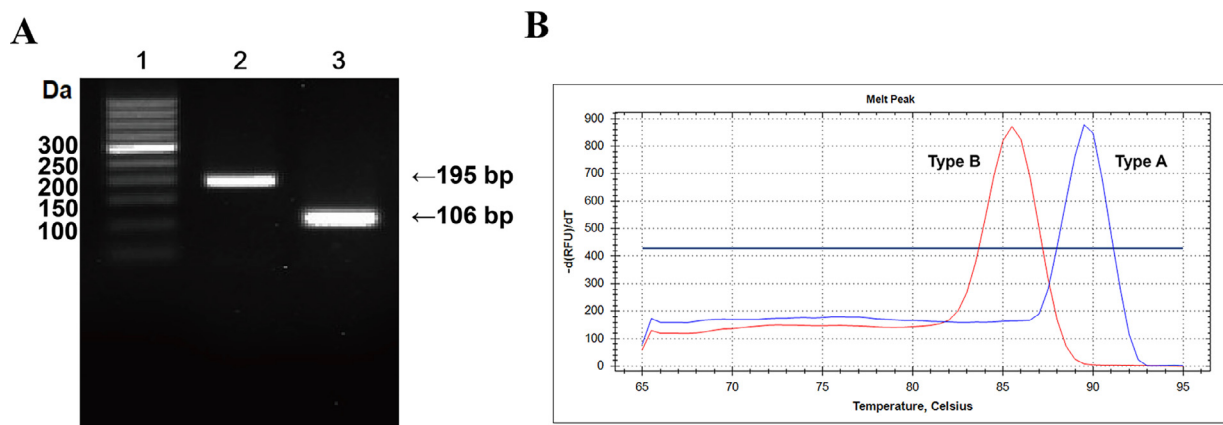 A
1 2 3
Da
300
250
200
150
100
←195 bp
←106 bp
B
Melt Peak
900
800
700
600
500
400
300
200
100
0
-d(RFU)/dT
Type B
Type A
65 70 75 80 85 90 95
Temperature, Celsius